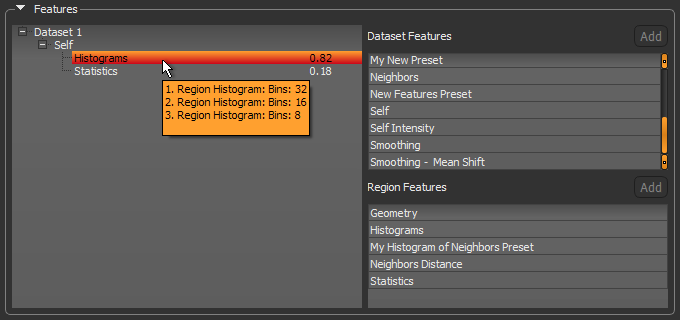 Features
Dataset 1
Self
Histograms 0.82
Statistics 0.18
1. Region Histogram: Bins: 32
2. Region Histogram: Bins: 16
3. Region Histogram: Bins: 8
Dataset Features Add
My New Preset
Neighbors
New Features Preset
Self
Self Intensity
Smoothing
Smoothing - Mean Shift
Region Features Add
Geometry
Histograms
My Histogram of Neighbors Preset
Neighbors Distance
Statistics